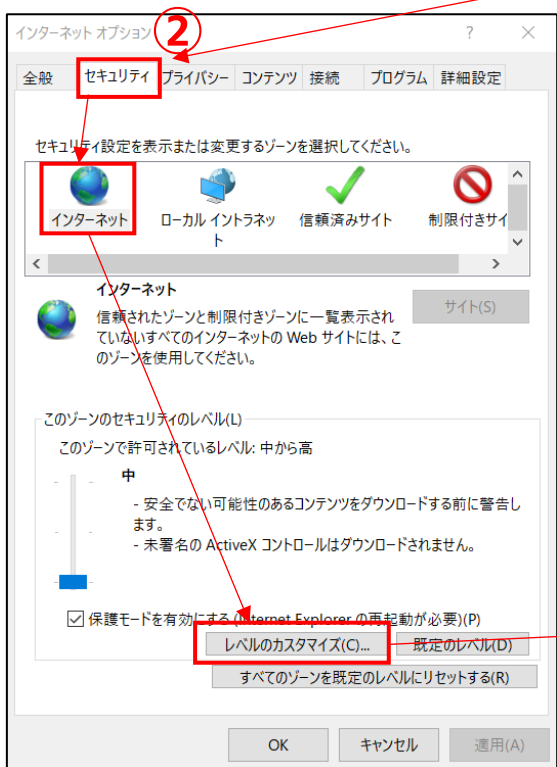 インターネット オプション
②
?
全般 セキュリティ プライバシー コンテンツ 接続 プログラム 詳細設定
セキュリティ設定を表示または変更するゾーンを選択してください。
インターネット
ローカル イントラネッ
ト
信頼済みサイト
制限付きサイ
インターネット
信頼されたゾーンと制限付きゾーンに一覧表示され
ていないすべてのインターネットの Web サイトには、こ
のゾーンを使用してください。
サイト(S)
このゾーンのセキュリティのレベル(L)
このゾーンで許可されているレベル: 中から高
中
- 安全でない可能性のあるコンテンツをダウンロードする前に警告し
ます。
- 未署名の ActiveX コントロールはダウンロードされません。
保護モードを有効にする (Internet Explorer の再起動が必要)(P)
レベルのカスタマイズ(C)... 既定のレベル(D)
すべてのゾーンを既定のレベルにリセットする(R)
OK キャンセル 適用(A)